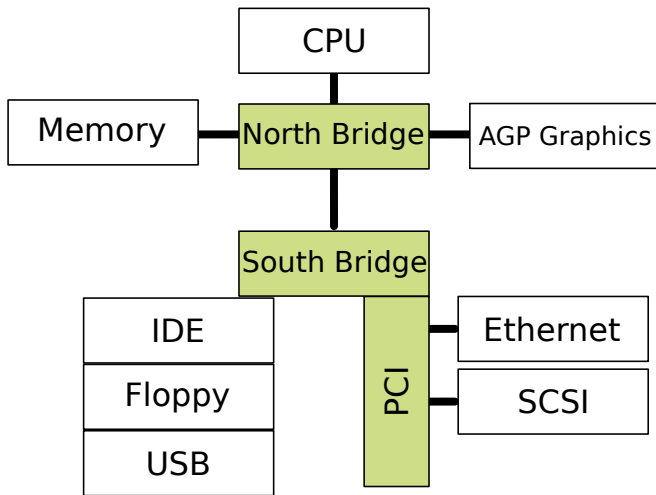 CPU
Memory
North Bridge
AGP Graphics
South Bridge
IDE
Floppy
USB
PCI
Ethernet
SCSI